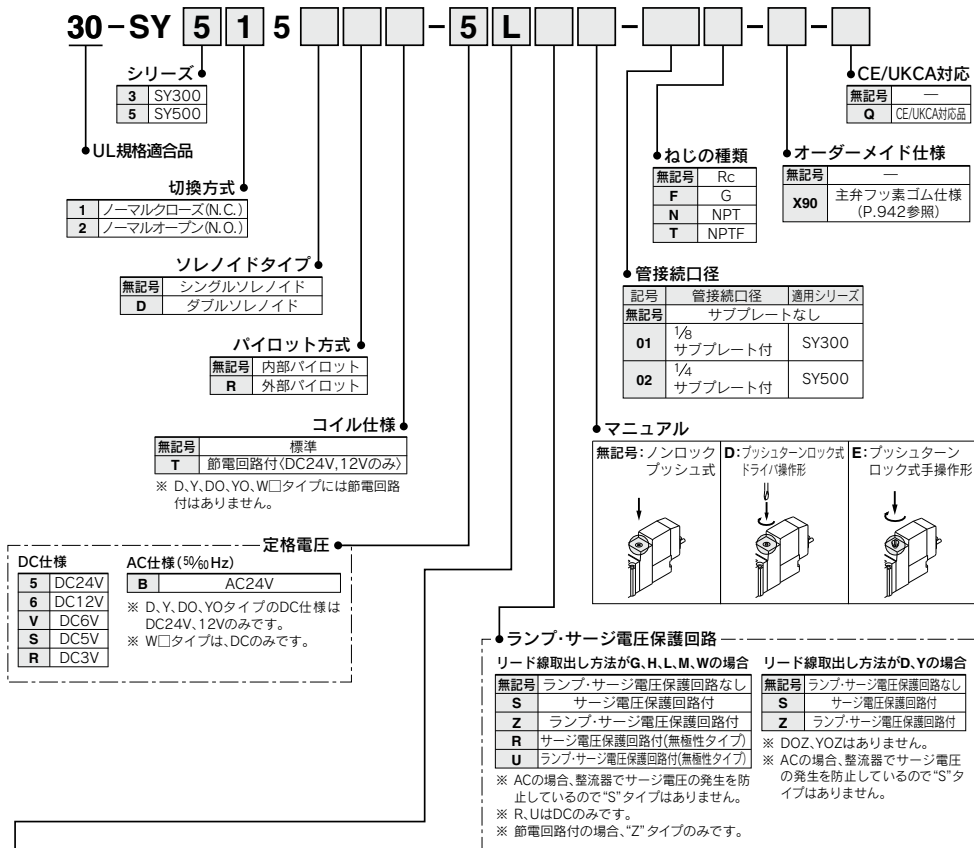 30-SY 5 1 5 - 5 L - - -
シリーズ
3 SY300
5 SY500
UL規格適合品
切換方式
1 ノーマルクローズ(N.C.)
2 ノーマルオープン(N.O.)
ソレノイドタイプ
無記号 シングルソレノイド
D ダブルソレノイド
パイロット方式
無記号 内部パイロット
R 外部パイロット
コイル仕様
無記号 標準
T 節電回路付〈DC24V,12Vのみ〉
※ D、Y、DO、YO、W□タイプには節電回路
付はありません。
定格電圧
DC仕様
5 DC24V
6 DC12V
V DC6V
S DC5V
R DC3V
AC仕様(50/60Hz)
B AC24V
※ D、Y、DO、YOタイプのDC仕様は
DC24V、12Vのみです。
※ W□タイプは、DCのみです。
CE/UKCA対応
無記号 —
Q CE/UKCA対応品
オーダーメイド仕様
無記号 —
X90 主弁フッ素ゴム仕様
(P.942参照)
ねじの種類
無記号 Rc
F G
N NPT
T NPTF
管接続口径
記号 管接続口径 適用シリーズ
無記号 サブプレートなし
01 1/8 サブプレート付 SY300
02 1/4 サブプレート付 SY500
マニュアル
無記号:ノンロック
プッシュ式
D:プッシュターンロック式
ドライバ操作形
E:プッシュターン
ロック式手操作形
ランプ・サージ電圧保護回路
リード線取出し方法がG、H、L、M、Wの場合
無記号 ランプ・サージ電圧保護回路なし
S サージ電圧保護回路付
Z ランプ・サージ電圧保護回路付
R サージ電圧保護回路付(無極性タイプ)
U ランプ・サージ電圧保護回路付(無極性タイプ)
※ ACの場合、整流器でサージ電圧の発生を防
止しているので“S”タイプはありません。
※ R、UはDCのみです。
※ 節電回路付の場合、“Z”タイプのみです。
リード線取出し方法がD、Yの場合
無記号 ランプ・サージ電圧保護回路なし
S サージ電圧保護回路付
Z ランプ・サージ電圧保護回路付
※ DOZ、YOZはありません。
※ ACの場合、整流器でサージ電圧
の発生を防止しているので“S”タ
イプはありません。